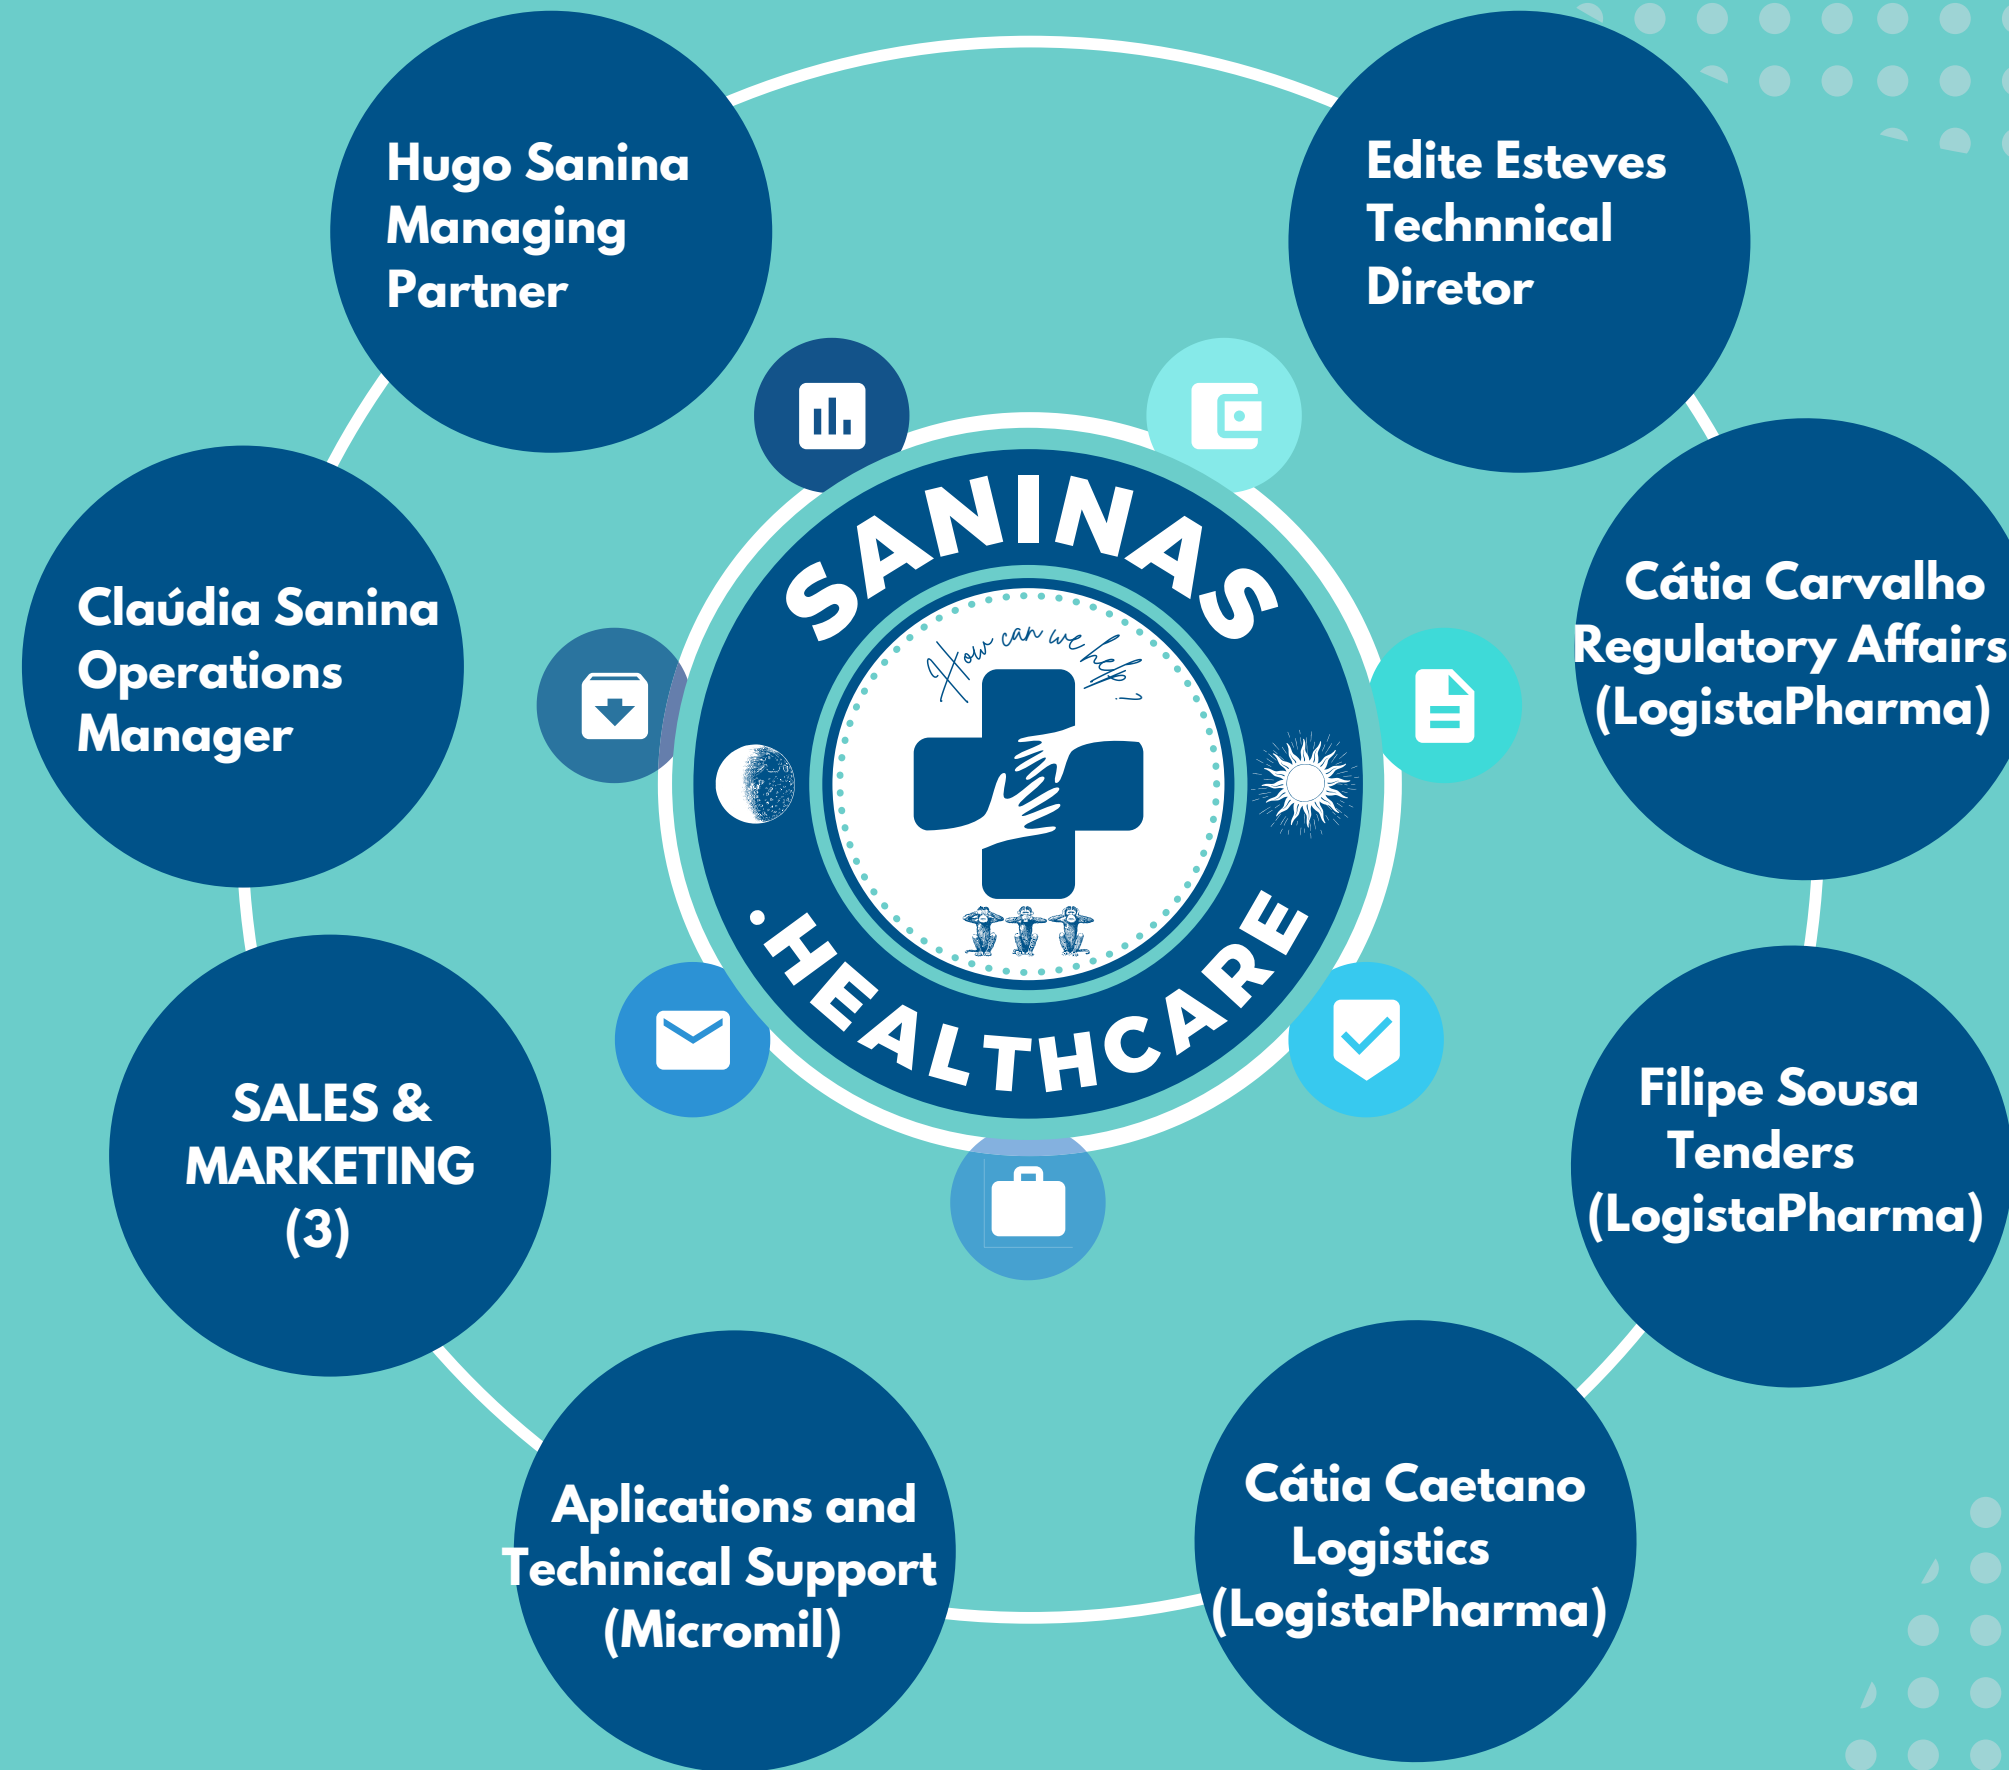 Hugo Sanina
Managing
Partner
Edite Esteves
Technnical
Diretor
Claúdia Sanina
Operations
Manager
SANINAS
How can we help?
.HEALTHCARE
Cátia Carvalho
Regulatory Affairs
(LogistaPharma)
SALES &
MARKETING
(3)
Filipe Sousa
Tenders
(LogistaPharma)
Aplications and
Techinical Support
(Micromil)
Cátia Caetano
Logistics
(LogistaPharma)